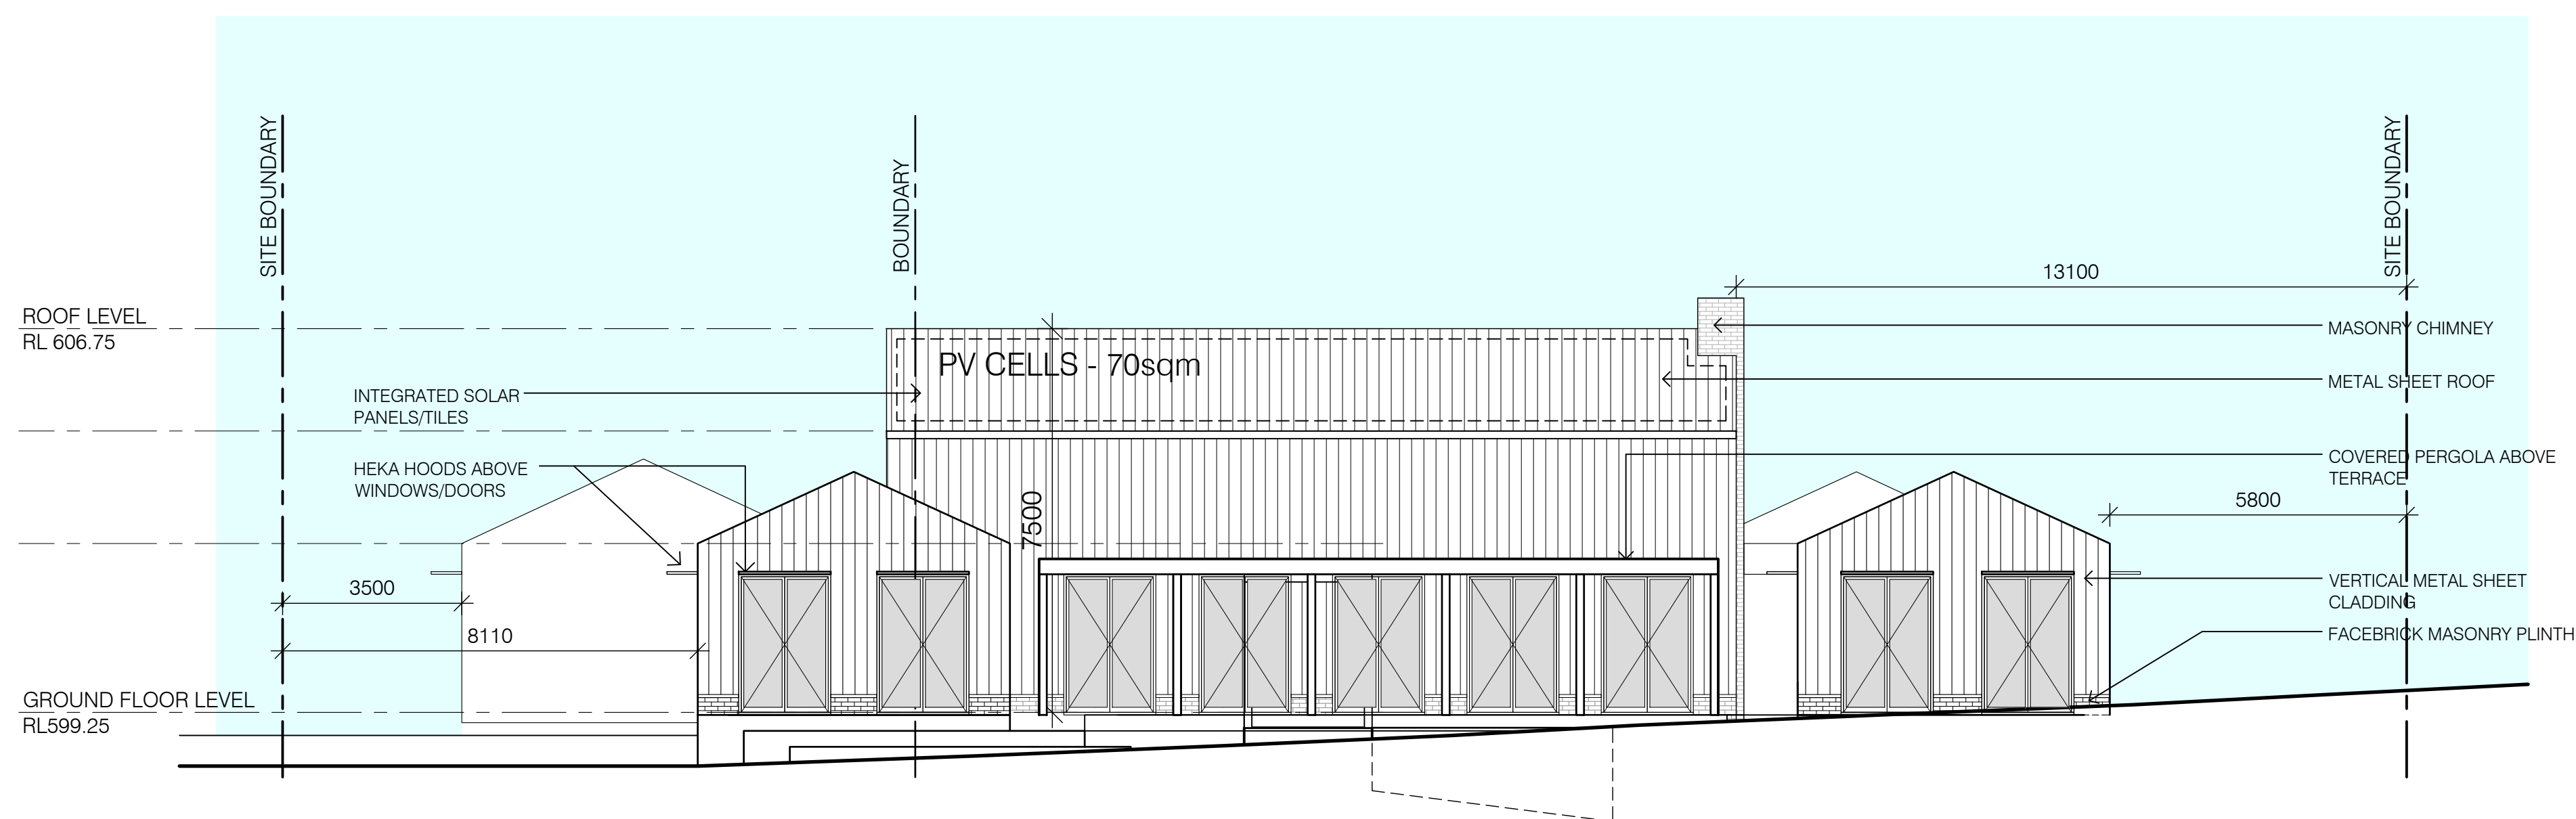 SITE BOUNDARY
BOUNDARY
SITE BOUNDARY
13100
ROOF LEVEL
RL 606.75
MASONRY CHIMNEY
PV CELLS - 70sqm
METAL SHEET ROOF
INTEGRATED SOLAR
PANELS/TILES
COVERED PERGOLA ABOVE
TERRACE
HEKA HOODS ABOVE
WINDOWS/DOORS
7500
5800
3500
VERTICAL METAL SHEET
CLADDING
8110
FACEBRICK MASONRY PLINTH
GROUND FLOOR LEVEL
RL599.25